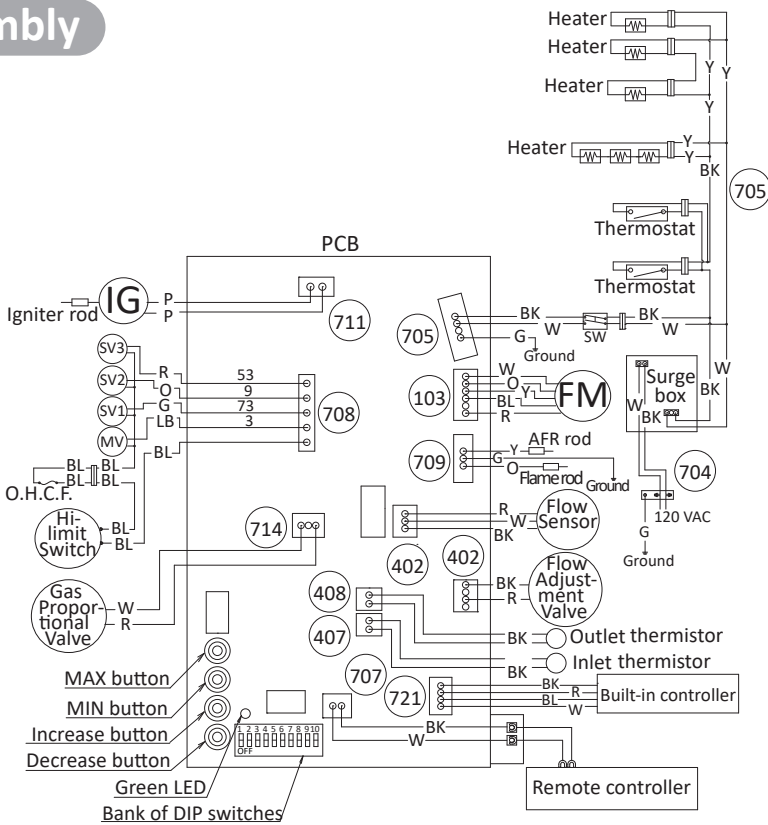 mbly
Heater
Heater
Heater
Heater
Y
Y
Y
Y
Y
BK
705
Thermostat
Thermostat
PCB
Igniter rod
IG
P
P
711
705
BK
W
G
Ground
SW
BK
W
W
BK
Surge
box
W
BK
704
120 VAC
G
Ground
SV3
SV2
SV1
MV
R
O
G
LB
BL
53
9
73
3
708
103
W
O
Y
BL
R
FM
709
Y
G
O
AFR rod
Flame rod
Ground
BL
BL
BL
BL
O.H.C.F.
Hi-
limit
Switch
BL
BL
714
402
R
W
BK
Flow
Sensor
402
BK
R
Flow
Adjust-
ment
Valve
Gas
Propor-
tional
Valve
W
R
408
407
BK
Outlet thermistor
Inlet thermistor
BK
707
721
BK
R
BL
W
Built-in controller
MAX button
MIN button
Increase button
Decrease button
1 2 3 4 5 6 7 8 9 10
OFF
BK
W
Green LED
Bank of DIP switches
Remote controller